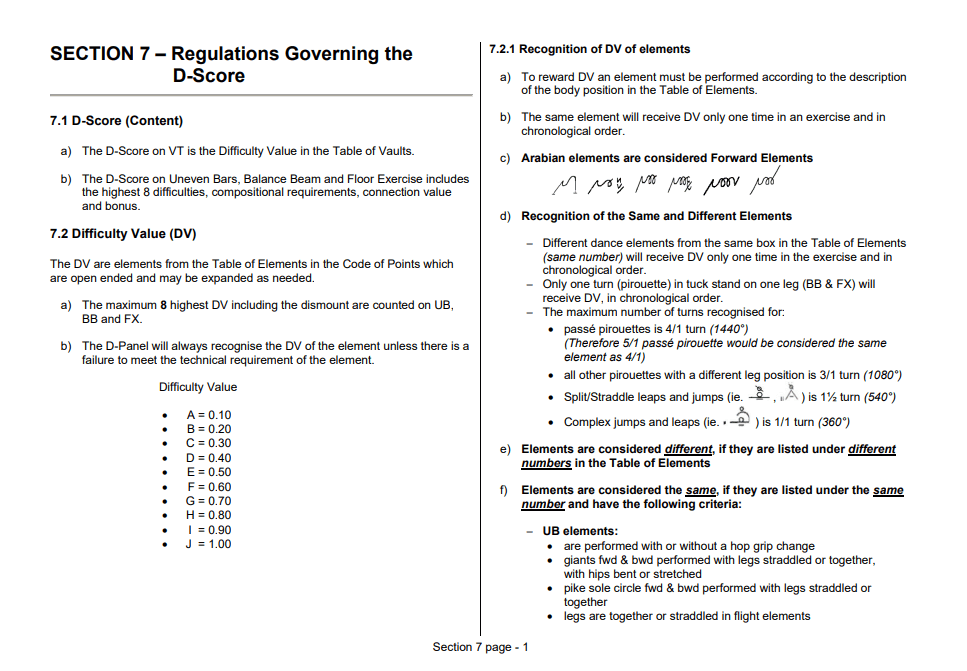 SECTION 7 – Regulations Governing the
D-Score
7.1 D-Score (Content)
a) The D-Score on VT is the Difficulty Value in the Table of Vaults.
b) The D-Score on Uneven Bars, Balance Beam and Floor Exercise includes
the highest 8 difficulties, compositional requirements, connection value
and bonus.
7.2 Difficulty Value (DV)
The DV are elements from the Table of Elements in the Code of Points which
are open ended and may be expanded as needed.
a) The maximum 8 highest DV including the dismount are counted on UB,
BB and FX.
b) The D-Panel will always recognise the DV of the element unless there is a
failure to meet the technical requirement of the element.
Difficulty Value
• A = 0.10
• B = 0.20
• C = 0.30
• D = 0.40
• E = 0.50
• F = 0.60
• G = 0.70
• H = 0.80
• I = 0.90
• J = 1.00
7.2.1 Recognition of DV of elements
a) To reward DV an element must be performed according to the description
of the body position in the Table of Elements.
b) The same element will receive DV only one time in an exercise and in
chronological order.
c) Arabian elements are considered Forward Elements
d) Recognition of the Same and Different Elements
– Different dance elements from the same box in the Table of Elements
(same number) will receive DV only one time in the exercise and in
chronological order.
– Only one turn (pirouette) in tuck stand on one leg (BB & FX) will
receive DV, in chronological order.
– The maximum number of turns recognised for:
• passé pirouettes is 4/1 turn (1440°)
(Therefore 5/1 passé pirouette would be considered the same
element as 4/1)
• all other pirouettes with a different leg position is 3/1 turn (1080°)
• Split/Straddle leaps and jumps (ie. , ) is 1½ turn (540°)
• Complex jumps and leaps (ie. ) is 1/1 turn (360°)
e) Elements are considered different, if they are listed under different
numbers in the Table of Elements
f) Elements are considered the same, if they are listed under the same
number and have the following criteria:
– UB elements:
• are performed with or without a hop grip change
• giants fwd & bwd performed with legs straddled or together,
with hips bent or stretched
• pike sole circle fwd & bwd performed with legs straddled or
together
• legs are together or straddled in flight elements
Section 7 page - 1